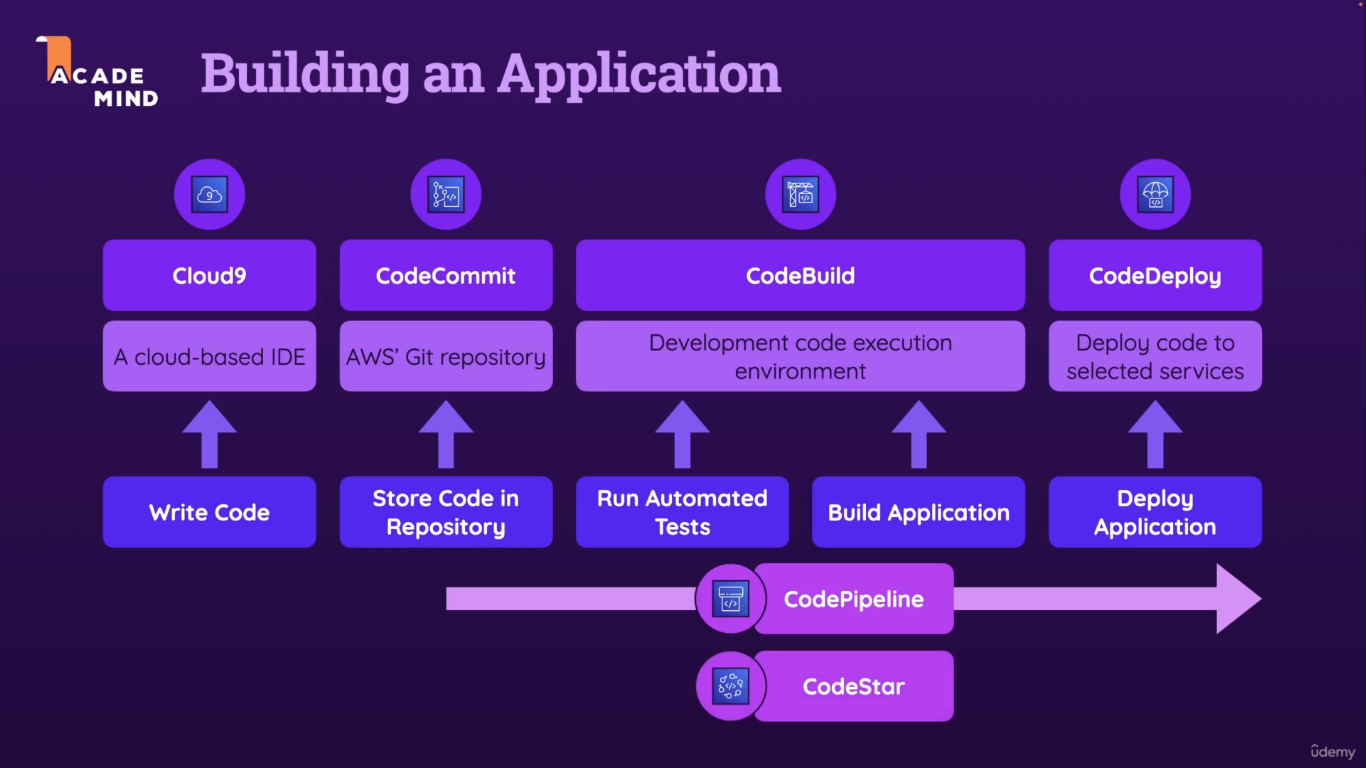 ACADE
MIND
Building an Application
9
Cloud9
CodeCommit
CodeBuild
CodeDeploy
A cloud-based IDE
AWS’ Git repository
Development code execution
environment
Deploy code to
selected services
Write Code
Store Code in
Repository
Run Automated
Tests
Build Application
Deploy
Application
CodePipeline
CodeStar
ûdemy